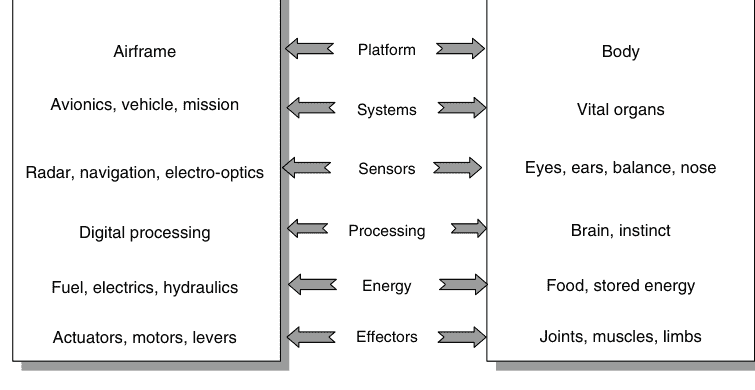 Airframe Platform Body
Avionics, vehicle, mission Systems Vital organs
Radar, navigation, electro-optics Sensors Eyes, ears, balance, nose
Digital processing Processing Brain, instinct
Fuel, electrics, hydraulics Energy Food, stored energy
Actuators, motors, levers Effectors Joints, muscles, limbs